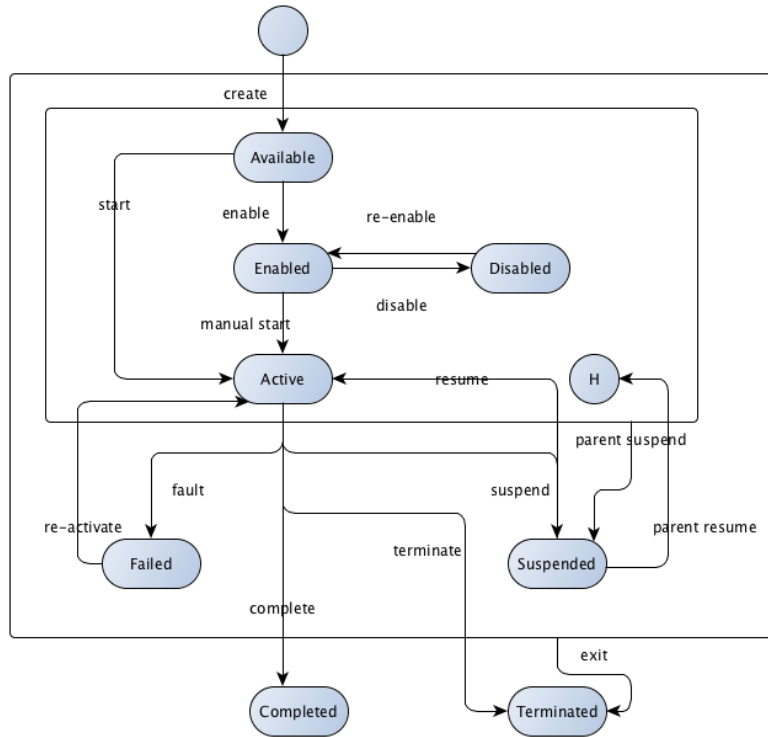 create
Available
start
enable
re-enable
Enabled
Disabled
disable
manual start
Active
resume
H
parent suspend
fault
suspend
re-activate
parent resume
terminate
Failed
Suspended
complete
exit
Completed
Terminated